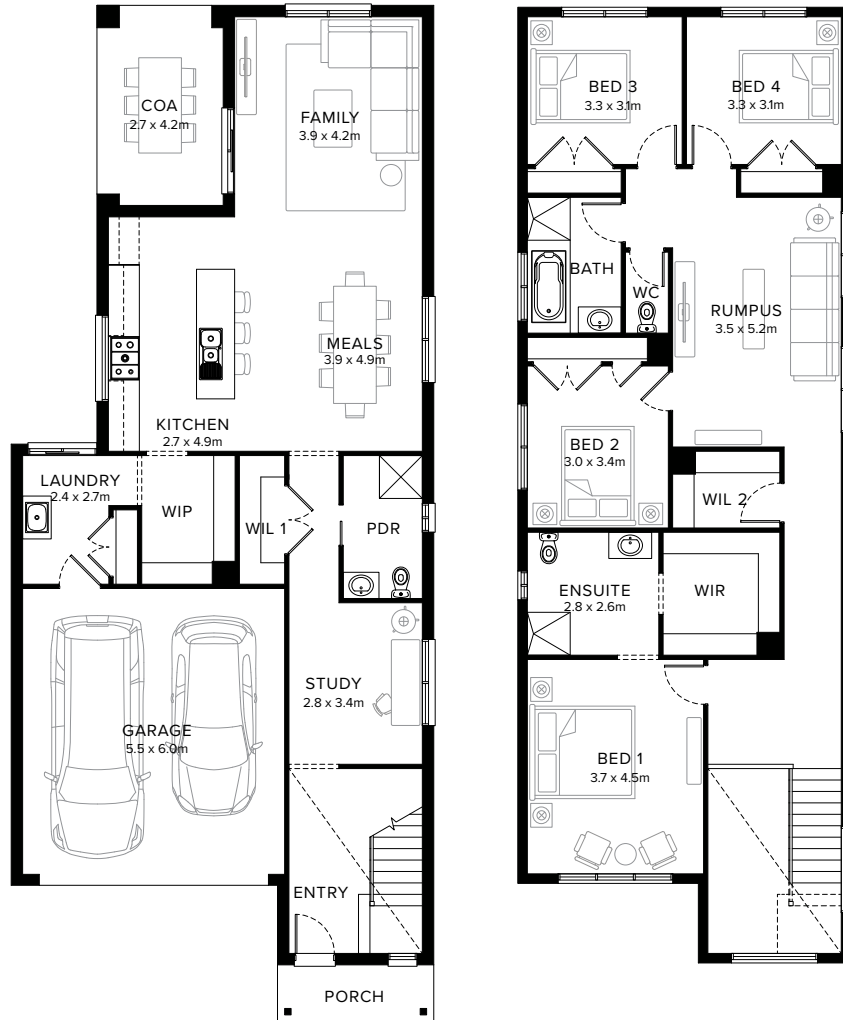 COA
2.7 x 4.2m
FAMILY
3.9 x 4.2m
MEALS
3.9 x 4.9m
KITCHEN
2.7 x 4.9m
LAUNDRY
2.4 x 2.7m
WIP
WIL 1
PDR
STUDY
2.8 x 3.4m
GARAGE
5.5 x 6.0m
ENTRY
PORCH
BED 3
3.3 x 3.1m
BED 4
3.3 x 3.1m
BATH
WC
RUMPUS
3.5 x 5.2m
BED 2
3.0 x 3.4m
WIL 2
ENSUITE
2.8 x 2.6m
WIR
BED 1
3.7 x 4.5m